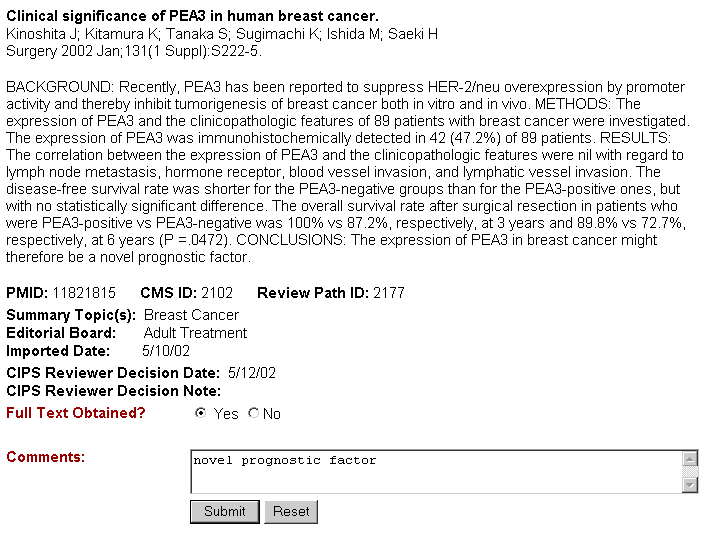 Clinical significance of PEA3 in human breast cancer.
Kinoshita J; Kitamura K; Tanaka S; Sugimachi K; Ishida M; Saeki H
Surgery 2002 Jan;131(1 Suppl):S222-5.
BACKGROUND: Recently, PEA3 has been reported to suppress HER-2/neu overexpression by promoter
activity and thereby inhibit tumorigenesis of breast cancer both in vitro and in vivo. METHODS: The
expression of PEA3 and the clinicopathologic features of 89 patients with breast cancer were investigated.
The expression of PEA3 was immunohistochemically detected in 42 (47.2%) of 89 patients. RESULTS:
The correlation between the expression of PEA3 and the clinicopathologic features were nil with regard to
lymph node metastasis, hormone receptor, blood vessel invasion, and lymphatic vessel invasion. The
disease-free survival rate was shorter for the PEA3-negative groups than for the PEA3-positive ones, but
with no statistically significant difference. The overall survival rate after surgical resection in patients who
were PEA3-positive vs PEA3-negative was 100% vs 87.2%, respectively, at 3 years and 89.8% vs 72.7%,
respectively, at 6 years (P =.0472). CONCLUSIONS: The expression of PEA3 in breast cancer might
therefore be a novel prognostic factor.
PMID: 11821815 CMS ID: 2102 Review Path ID: 2177
Summary Topic(s): Breast Cancer
Editorial Board: Adult Treatment
Imported Date: 5/10/02
CIPS Reviewer Decision Date: 5/12/02
CIPS Reviewer Decision Note:
Full Text Obtained? Yes No
Comments: novel prognostic factor
Submit Reset